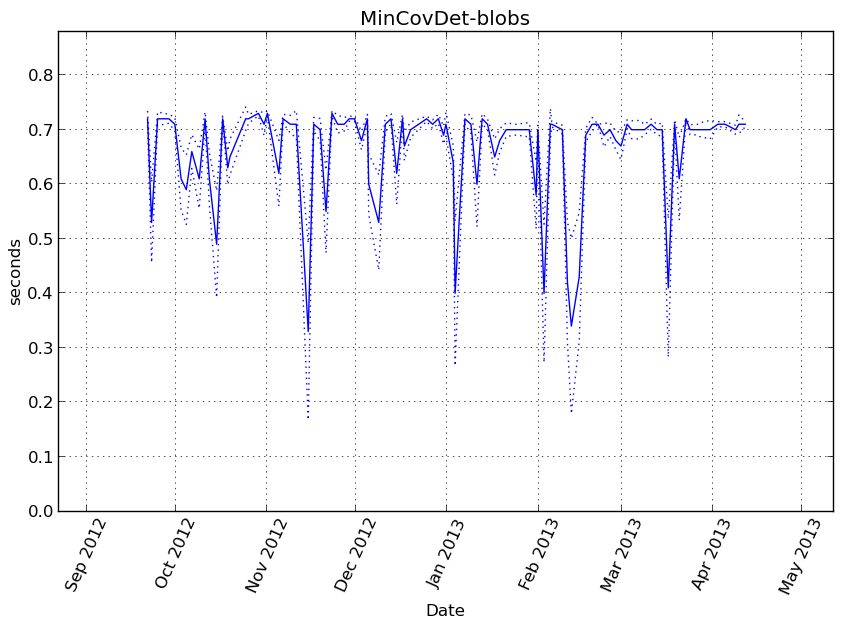 MinCovDet-blobs
0.8
0.7
0.6
0.5
0.4
0.3
0.2
0.1
0.0
seconds
Sep 2012
Oct 2012
Nov 2012
Dec 2012
Jan 2013
Feb 2013
Mar 2013
Apr 2013
May 2013
Date